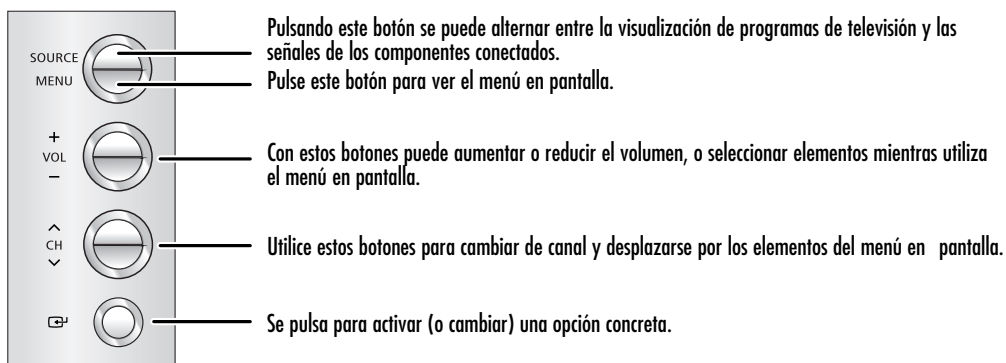 Pulsando este botón se puede alternar entre la visualización de programas de televisión y las
señales de los componentes conectados.
SOURCE
MENU
Pulse este botón para ver el menú en pantalla.
+
VOL
–
Con estos botones puede aumentar o reducir el volumen, o seleccionar elementos mientras utiliza
el menú en pantalla.
CH
Utilice estos botones para cambiar de canal y desplazarse por los elementos del menú en pantalla.
Se pulsa para activar (o cambiar) una opción concreta.